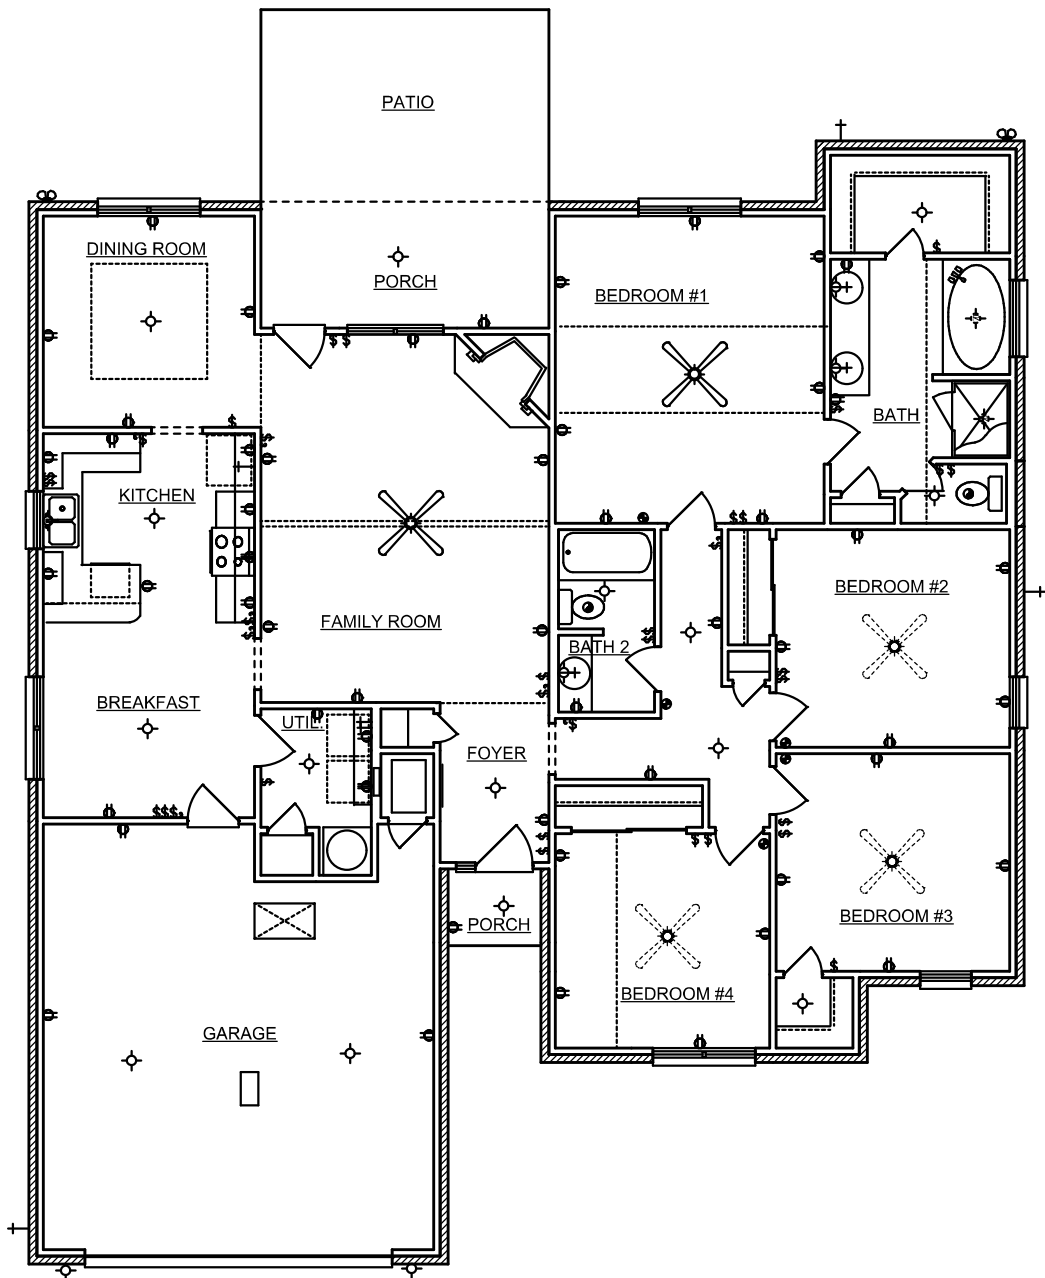 PATIO
DINING ROOM
PORCH
BEDROOM #1
BATH
KITCHEN
BEDROOM #2
FAMILY ROOM
BATH 2
BREAKFAST
UTIL.
FOYER
BEDROOM #3
PORCH
BEDROOM #4
GARAGE